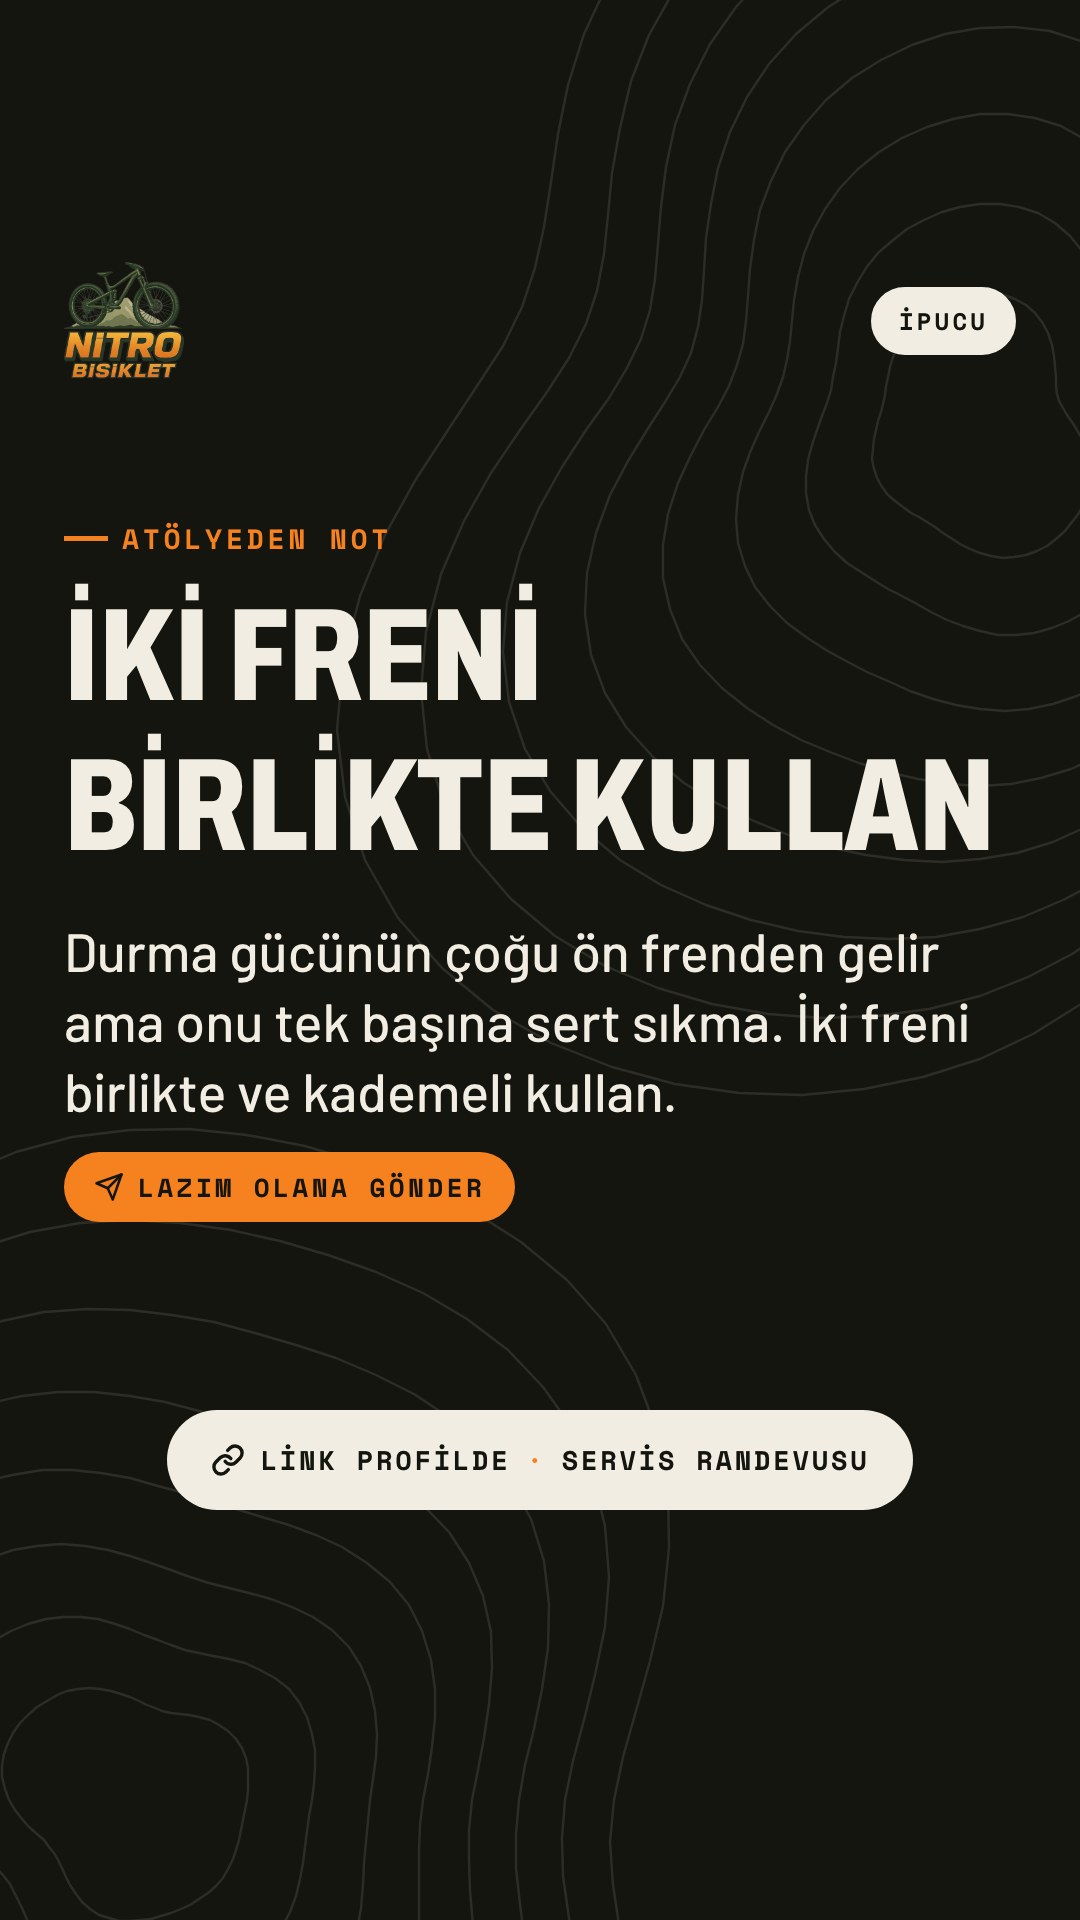 NiTRO
BiSiKLET
İPUCU
ATÖLYEDEN NOT
İKİ FRENİ
BİRLİKTE KULLAN
Durma gücünün çoğu ön frenden gelir
ama onu tek başına sert sıkma. İki freni
birlikte ve kademeli kullan.
LAZIM OLANA GÖNDER
LİNK PROFİLDE · SERVİS RANDEVUSU